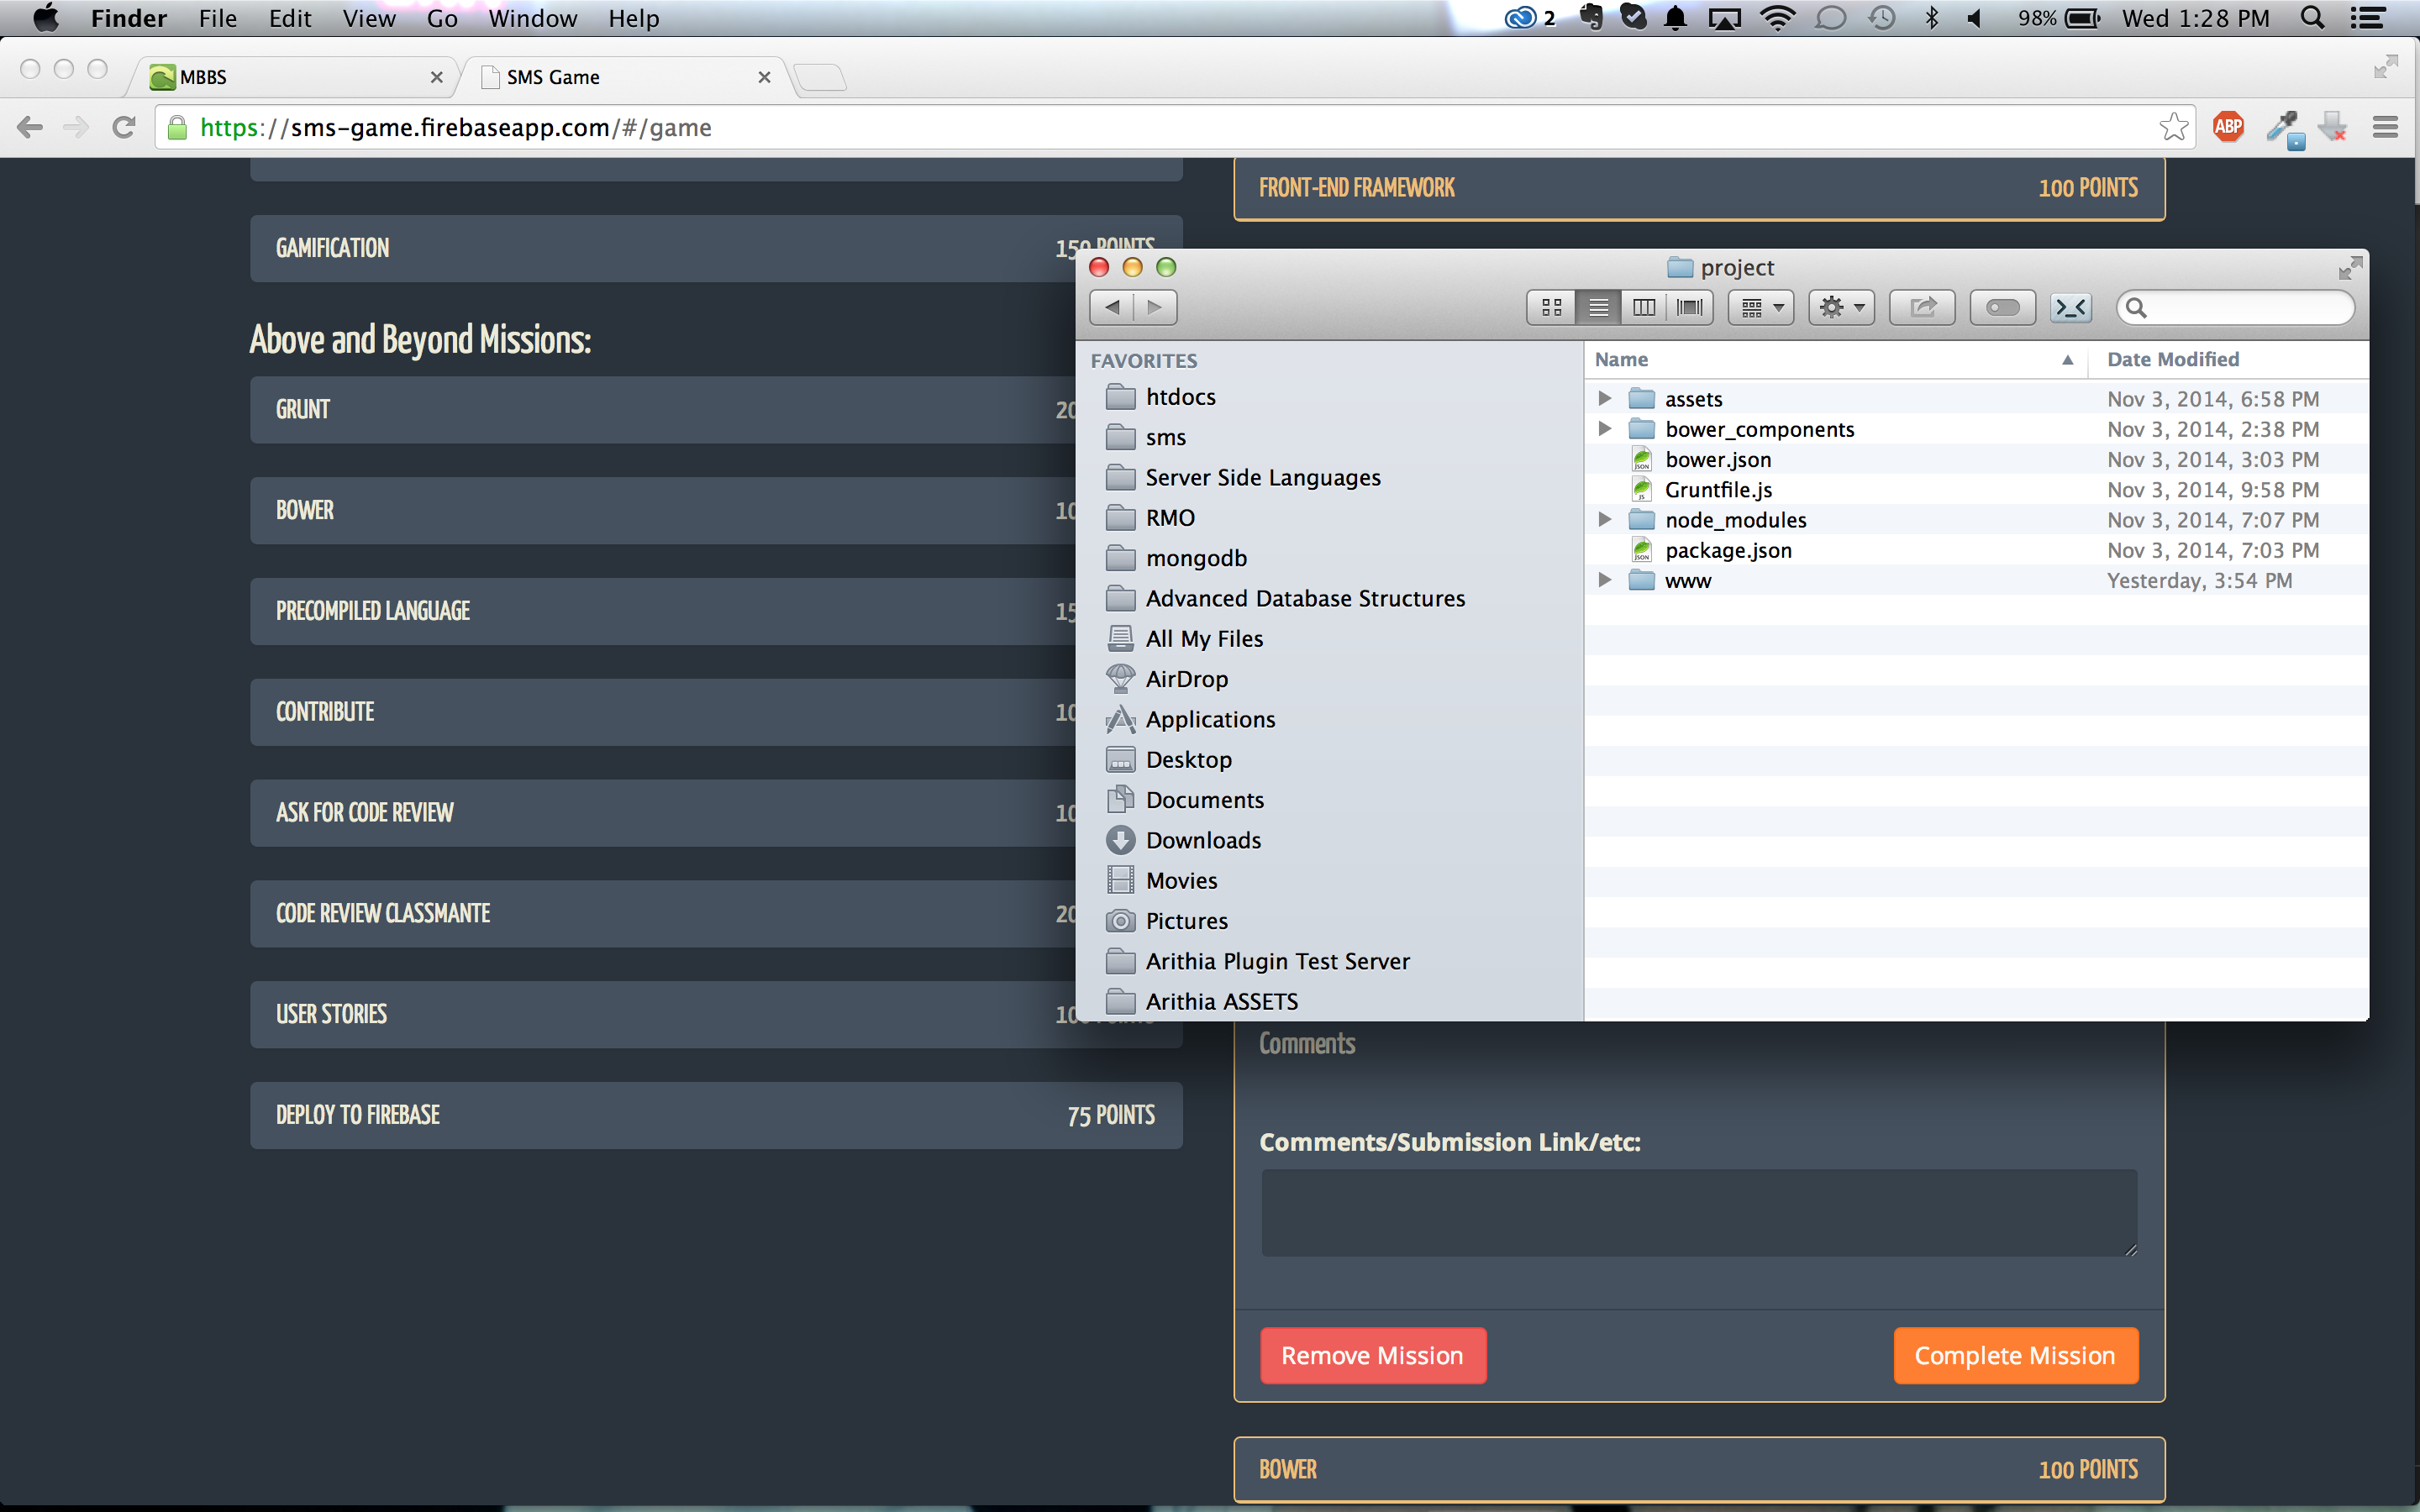 Finder File Edit View Go Window Help 2 98% Wed 1:28 PM
MBBS SMS Game
https://sms-game.firebaseapp.com/#/game ABP
FRONT-END FRAMEWORK 100 POINTS
GAMIFICATION 150 POINTS
Above and Beyond Missions:
GRUNT 20
BOWER 10
PRECOMPILED LANGUAGE 15
CONTRIBUTE 10
ASK FOR CODE REVIEW 10
CODE REVIEW CLASSMANTE 20
USER STORIES 100 POINTS
DEPLOY TO FIREBASE 75 POINTS
project
FAVORITES
htdocs
sms
Server Side Languages
RMO
mongodb
Advanced Database Structures
All My Files
AirDrop
Applications
Desktop
Documents
Downloads
Movies
Pictures
Arithia Plugin Test Server
Arithia ASSETS
Name Date Modified
assets Nov 3, 2014, 6:58 PM
bower_components Nov 3, 2014, 2:38 PM
bower.json Nov 3, 2014, 3:03 PM
Gruntfile.js Nov 3, 2014, 9:58 PM
node_modules Nov 3, 2014, 7:07 PM
package.json Nov 3, 2014, 7:03 PM
www Yesterday, 3:54 PM
Comments
Comments/Submission Link/etc:
Remove Mission Complete Mission
BOWER 100 POINTS